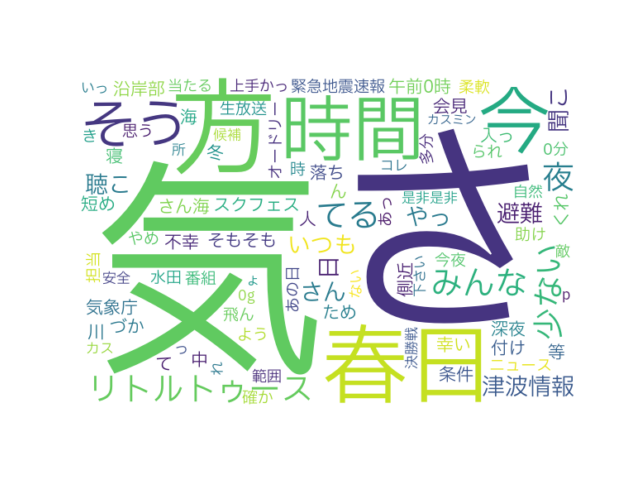 いっ
沿岸部
当たる
上手かっ
緊急地震速報
午前0時
柔軟
そう
方
時間
今
聞こ
き
思う
海
生放送
候補
オードリー
会見
カスミン
多分
入っ
0分
所
冬
寝
聴こ
時
落ち
コレ
られ
夜
短め
さん海
スクフェス
人
ん
てる
あっ
是非是非
やっ
自然
くれ
避難
助け
やめ
不幸
そもそも
いつも
気
さ
敵
担当
安全
水田
番組
日
あの日
さん
ない
側近
下さい
今夜
みんな
少ない
気象庁
0g
ょ
飛ん
ため
p
川
づか
よう
春日
決勝戦
幸い
深夜
付け
等
カス
て
っ
中
れ
範囲
条件
ニュース
リトルトゥース
確か
津波情報